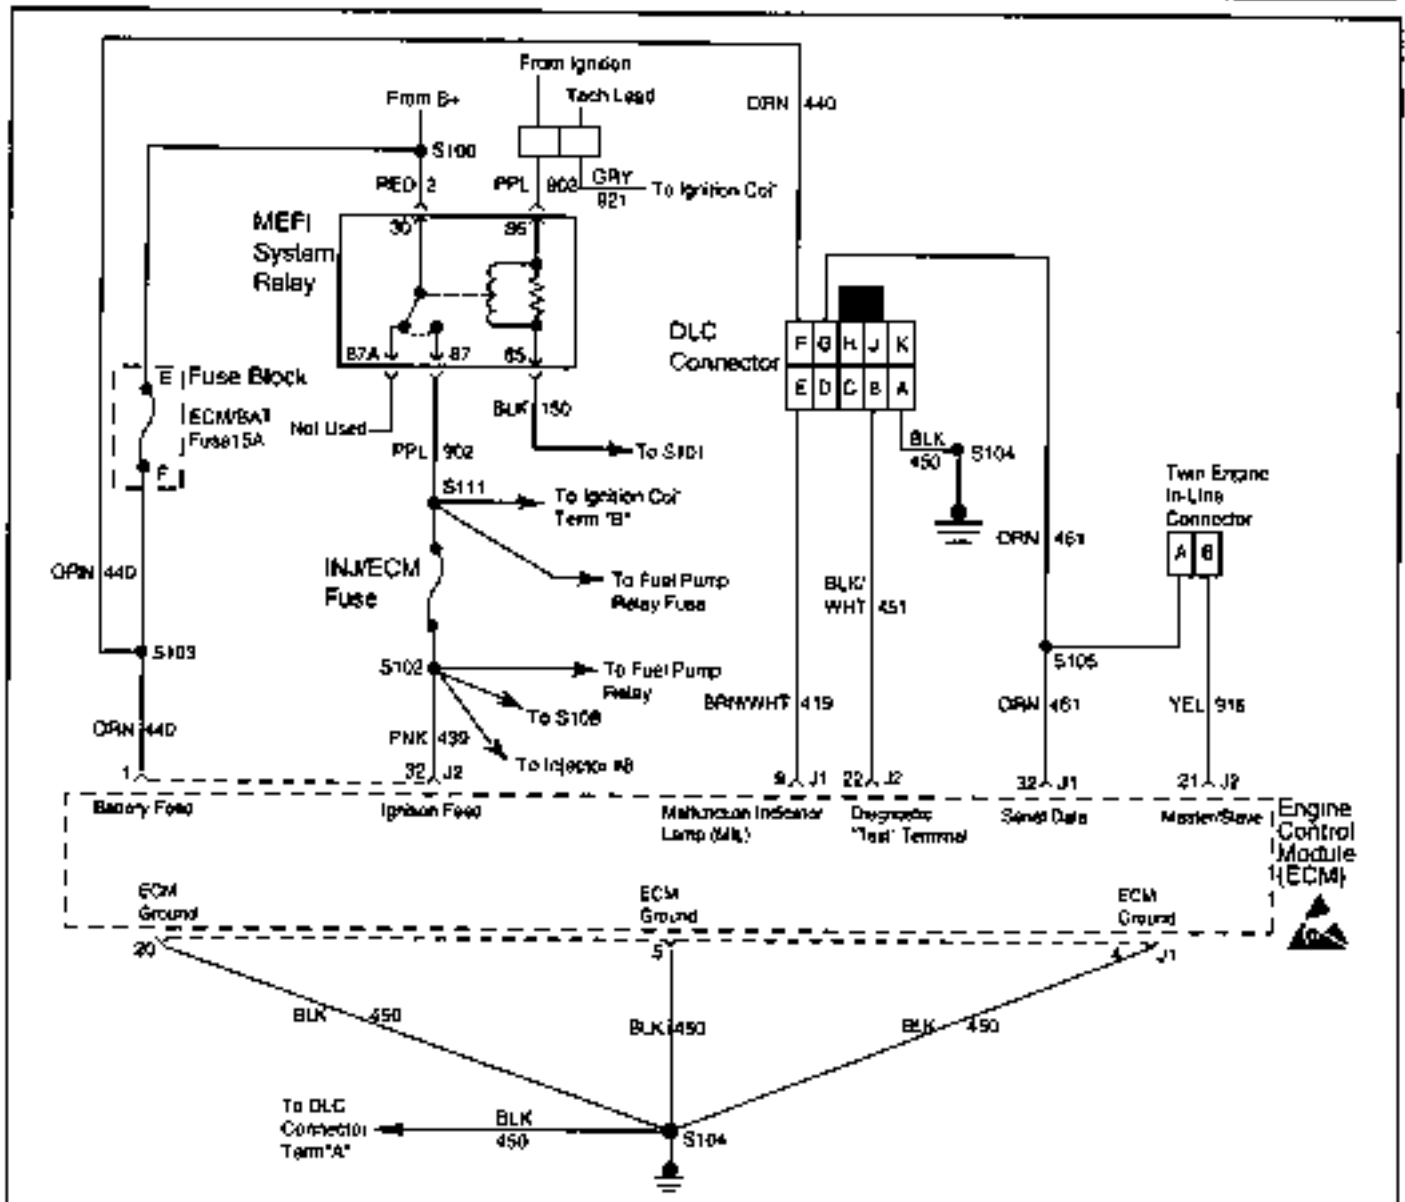 From Ignition
From B+
Tach Lead
ORN 440
S100
RED 2
PPL 903
GRY
921
To Ignition Coil
MEFI
System
Relay
30
86
87A
87
85
DLC
Connector
F G H J K
E D C B A
E
Fuse Block
ECM/BAT
Fuse 15A
F
Not Used
BLK 150
To S101
PPL 902
BLK
450
S104
S111
To Ignition Coil
Term "B"
Twin Engine
In-Line
Connector
A B
ORN 461
ORN 440
INJ/ECM
Fuse
To Fuel Pump
Relay Fuse
BLK/
WHT 451
S103
S102
To Fuel Pump
Relay
S105
BRN/WHT 419
ORN 461
YEL 916
To S108
ORN 440
PNK 439
To Injector #8
1
32 J2
9 J1
22 J2
32 J1
21 J2
Battery Feed
Ignition Feed
Malfunction Indicator
Lamp (MIL)
Diagnostic
"Test" Terminal
Serial Data
Master/Slave
Engine
Control
Module
(ECM)
ECM
Ground
ECM
Ground
ECM
Ground
20
5
4 J1
BLK 450
BLK 450
BLK 450
To DLC
Connector
Term "A"
BLK
450
S104